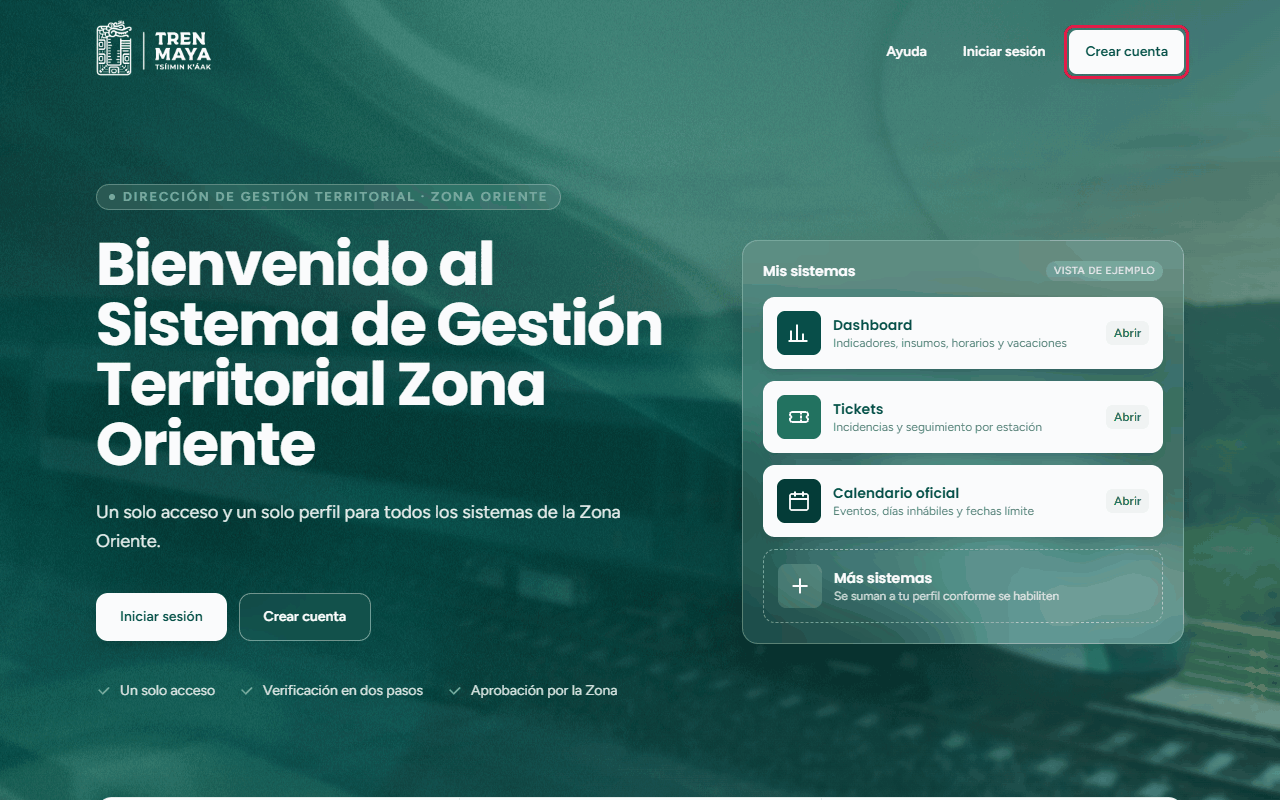 TREN
MAYA
TSÍIMIN K'ÁAK
Ayuda
Iniciar sesión
Crear cuenta
DIRECCIÓN DE GESTIÓN TERRITORIAL · ZONA ORIENTE
Bienvenido al
Sistema de Gestión
Territorial Zona
Oriente
Un solo acceso y un solo perfil para todos los sistemas de la Zona
Oriente.
Iniciar sesión
Crear cuenta
Un solo acceso
Verificación en dos pasos
Aprobación por la Zona
Mis sistemas
VISTA DE EJEMPLO
Dashboard
Indicadores, insumos, horarios y vacaciones
Abrir
Tickets
Incidencias y seguimiento por estación
Abrir
Calendario oficial
Eventos, días inhábiles y fechas límite
Abrir
Más sistemas
Se suman a tu perfil conforme se habiliten